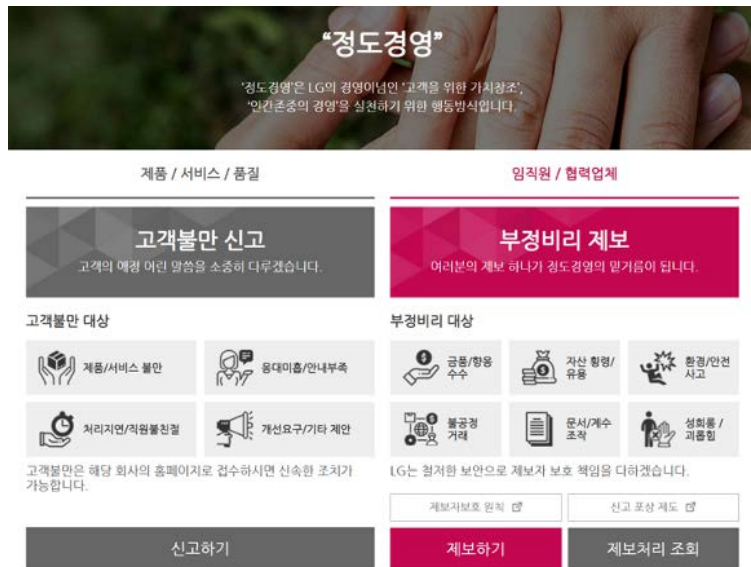 “정도경영”
'정도경영'은 LG의 경영이념인 '고객을 위한 가치창조',
'인간존중의 경영'을 실천하기 위한 행동방식입니다.
제품 / 서비스 / 품질
고객불만 신고
고객의 애정 어린 말씀을 소중히 다루겠습니다.
고객불만 대상
제품/서비스 불만
응대미흡/안내부족
처리지연/직원불친절
개선요구/기타 제안
고객불만은 해당 회사의 홈페이지로 접수하시면 신속한 조치가
가능합니다.
신고하기
임직원 / 협력업체
부정비리 제보
여러분의 제보 하나가 정도경영의 밑거름이 됩니다.
부정비리 대상
금품/향응
수수
자산 횡령/
유용
환경/안전
사고
불공정
거래
문서/계수
조작
성희롱 /
괴롭힘
LG는 철저한 보안으로 제보자 보호 책임을 다하겠습니다.
제보자보호 원칙
신고 포상 제도
제보하기
제보처리 조회